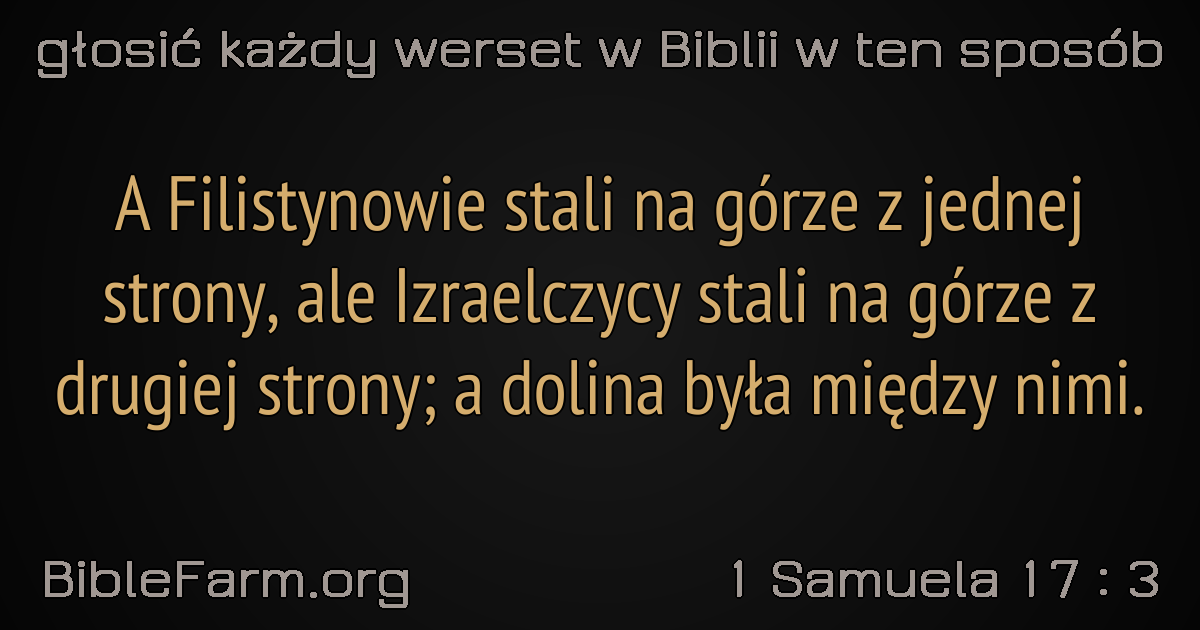 głosić każdy werset w Biblii w ten sposób
A Filistynowie stali na górze z jednej
strony, ale Izraelczycy stali na górze z
drugiej strony; a dolina była między nimi.
BibleFarm.org
1 Samuela 17 : 3